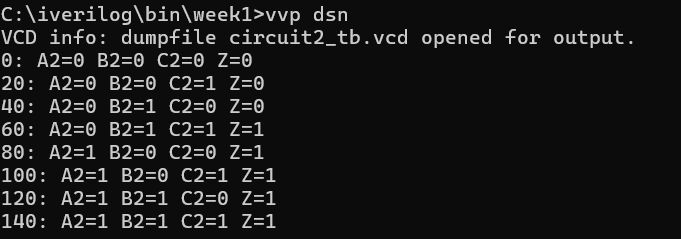 C:\iverilog\bin\week1>vvp dsn
VCD info: dumpfile circuit2_tb.vcd opened for output.
0: A2=0 B2=0 C2=0 Z=0
20: A2=0 B2=0 C2=1 Z=0
40: A2=0 B2=1 C2=0 Z=0
60: A2=0 B2=1 C2=1 Z=1
80: A2=1 B2=0 C2=0 Z=1
100: A2=1 B2=0 C2=1 Z=1
120: A2=1 B2=1 C2=0 Z=1
140: A2=1 B2=1 C2=1 Z=1